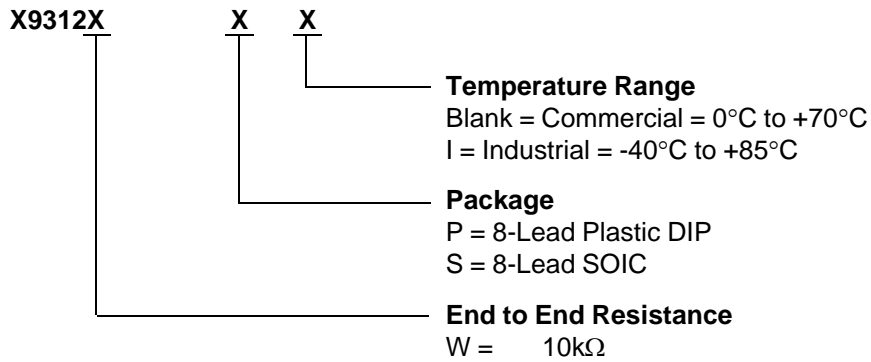 X9312X X X
Temperature Range
Blank = Commercial = 0°C to +70°C
I = Industrial = -40°C to +85°C
Package
P = 8-Lead Plastic DIP
S = 8-Lead SOIC
End to End Resistance
W = 10kΩ